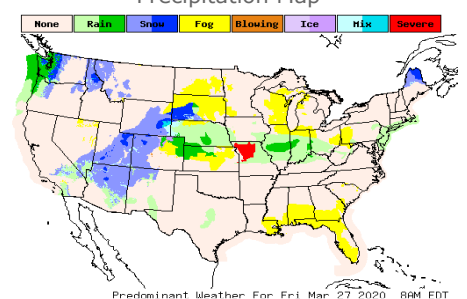 Precipitation Map
None Rain Snow Fog Blowing Ice Mix Severe
Predominant Weather For Fri Mar 27 2020 8AM EDT